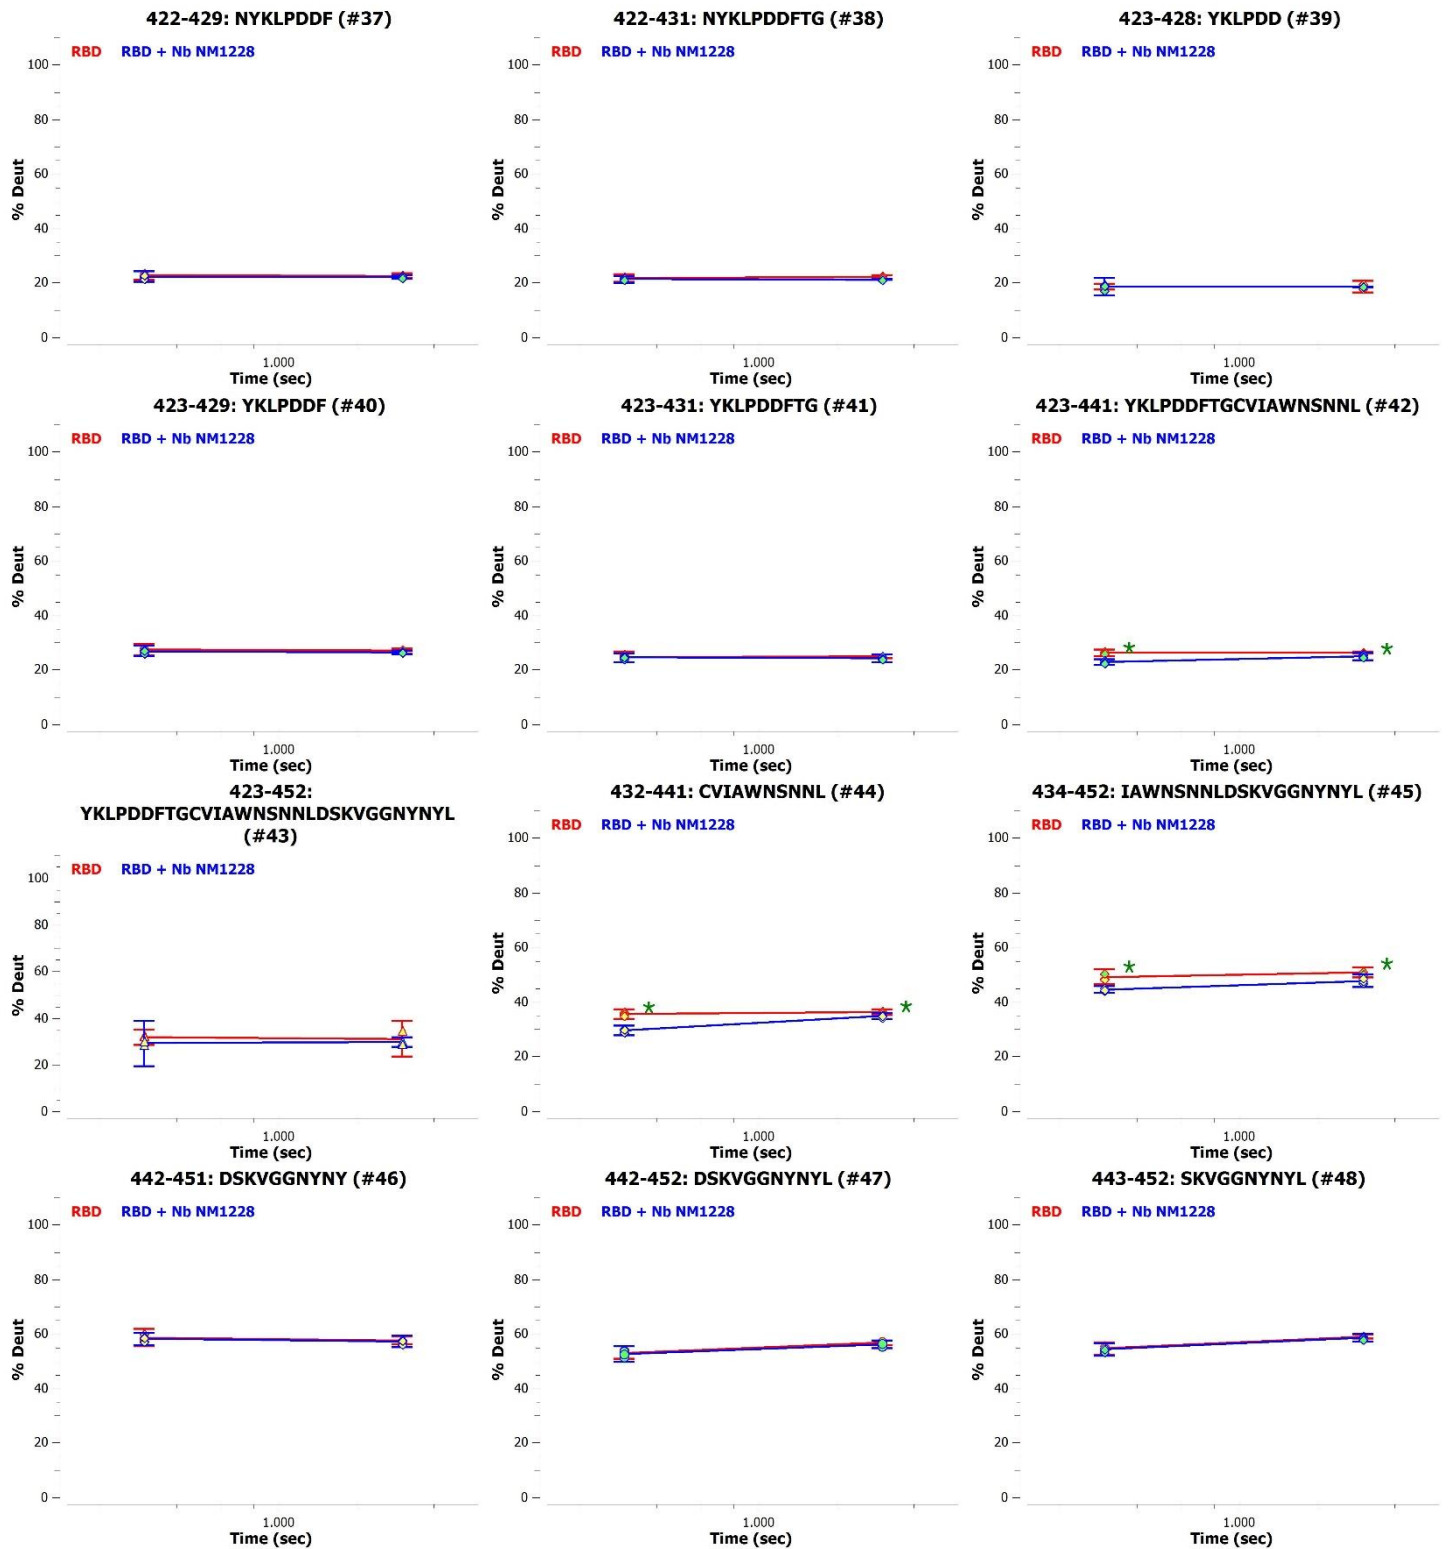 422-429: NYKLPDDF (#37)
RBD RBD + Nb NM1228
100
80
60
40
20
0
% Deut
1.000
Time (sec)
422-431: NYKLPDDFTG (#38)
RBD RBD + Nb NM1228
100
80
60
40
20
0
% Deut
1.000
Time (sec)
423-428: YKLPDD (#39)
RBD RBD + Nb NM1228
100
80
60
40
20
0
% Deut
1.000
Time (sec)
423-429: YKLPDDF (#40)
RBD RBD + Nb NM1228
100
80
60
40
20
0
% Deut
1.000
Time (sec)
423-431: YKLPDDFTG (#41)
RBD RBD + Nb NM1228
100
80
60
40
20
0
% Deut
1.000
Time (sec)
423-441: YKLPDDFTGCVIAWNSNNL (#42)
RBD RBD + Nb NM1228
100
80
60
40
20
0
% Deut
*
*
1.000
Time (sec)
423-452:
YKLPDDFTGCVIAWNSNNLDSKVGGNYNYL
(#43)
RBD RBD + Nb NM1228
100
80
60
40
20
0
% Deut
1.000
Time (sec)
432-441: CVIAWNSNNL (#44)
RBD RBD + Nb NM1228
100
80
60
40
20
0
% Deut
*
*
1.000
Time (sec)
434-452: IAWNSNNLDSKVGGNYNYL (#45)
RBD RBD + Nb NM1228
100
80
60
40
20
0
% Deut
*
*
1.000
Time (sec)
442-451: DSKVGGNYNY (#46)
RBD RBD + Nb NM1228
100
80
60
40
20
0
% Deut
1.000
Time (sec)
442-452: DSKVGGNYNYL (#47)
RBD RBD + Nb NM1228
100
80
60
40
20
0
% Deut
1.000
Time (sec)
443-452: SKVGGNYNYL (#48)
RBD RBD + Nb NM1228
100
80
60
40
20
0
% Deut
1.000
Time (sec)